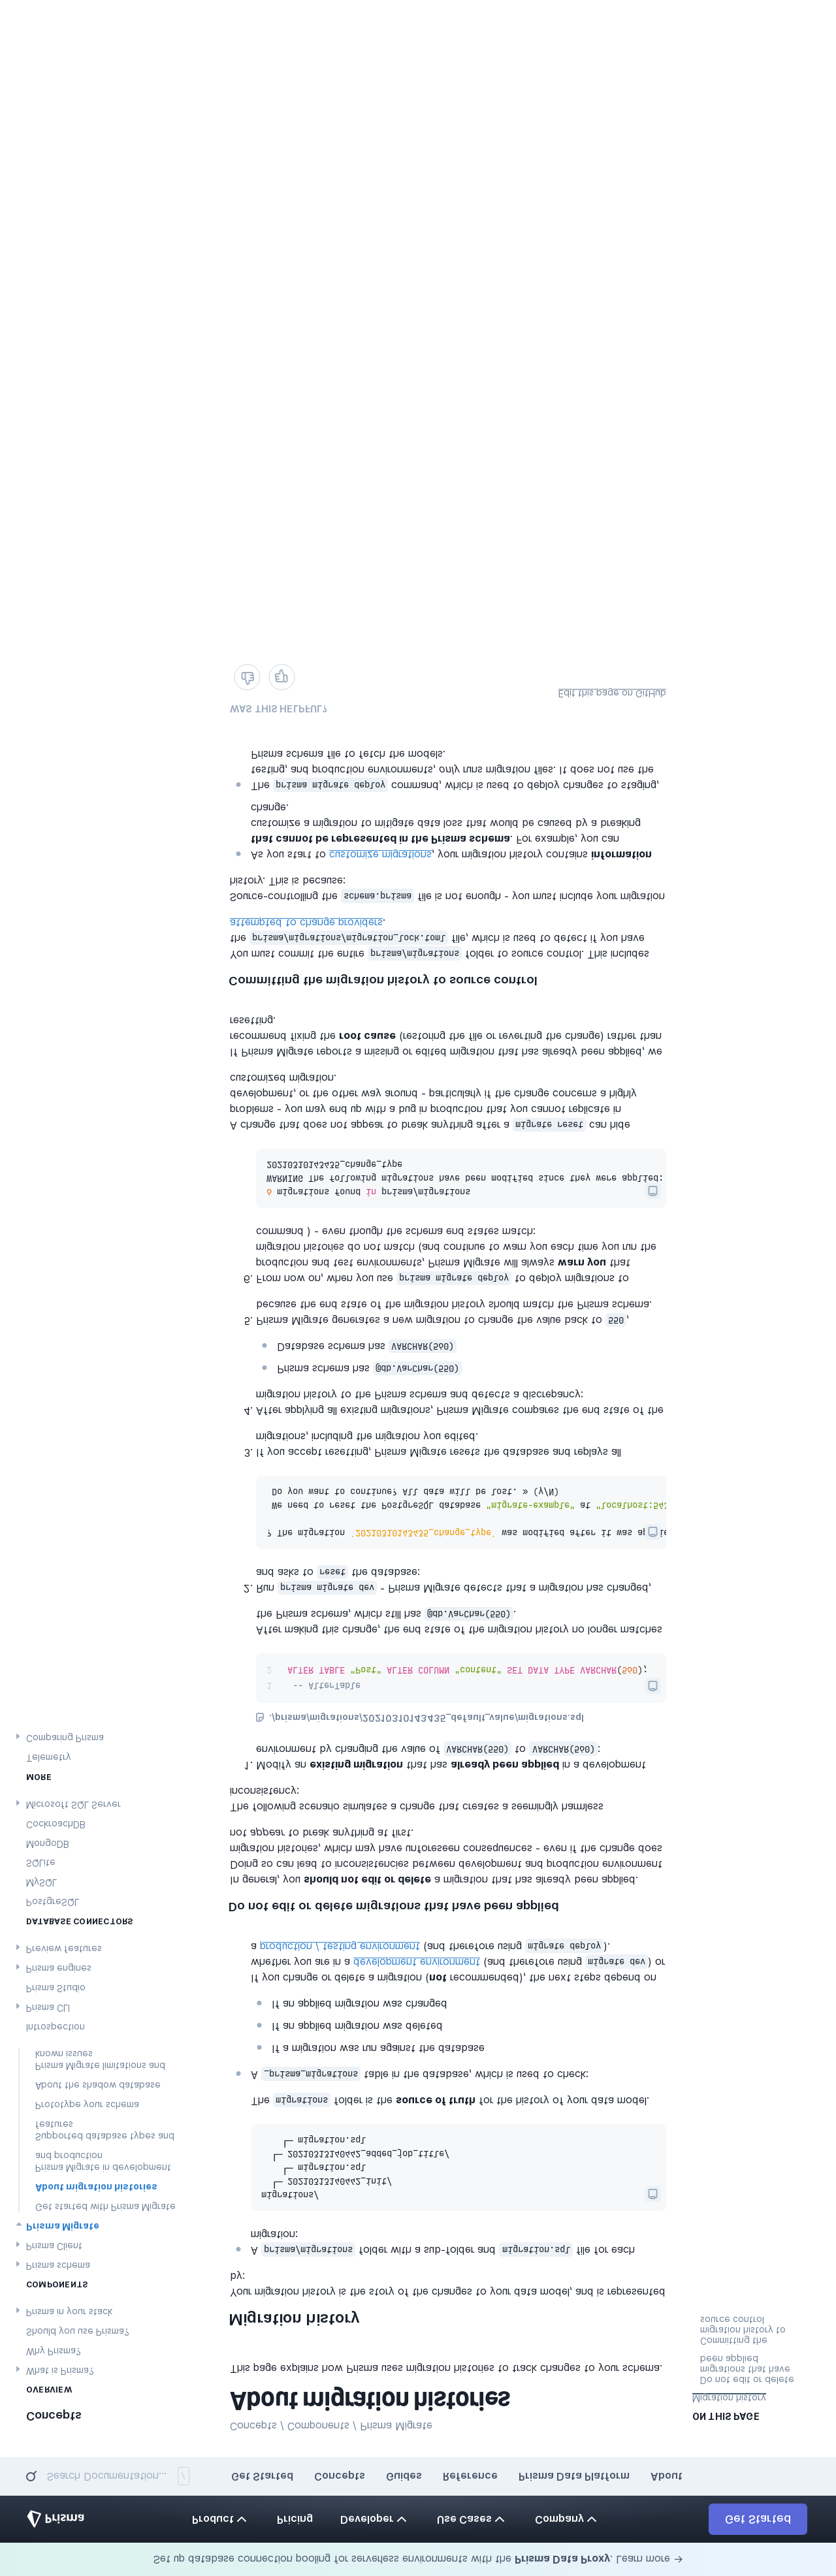 Set up database connection pooling for serverless environments with the Prisma Data Proxy. Learn more →
Prisma
Product
Pricing
Developer
Use Cases
Company
Get Started
Search Documentation... /
Get Started
Concepts
Guides
Reference
Prisma Data Platform
About
Concepts
OVERVIEW
What is Prisma?
Why Prisma?
Should you use Prisma?
Prisma in your stack
COMPONENTS
Prisma schema
Prisma Client
Prisma Migrate
Get started with Prisma Migrate
About migration histories
Prisma Migrate in development
and production
Supported database types and
features
Prototype your schema
About the shadow database
Prisma Migrate limitations and
known issues
Introspection
Prisma CLI
Prisma Studio
Prisma engines
Preview features
DATABASE CONNECTORS
PostgreSQL
MySQL
SQLite
MongoDB
CockroachDB
Microsoft SQL Server
MORE
Telemetry
Comparing Prisma
Concepts / Components / Prisma Migrate
About migration histories
This page explains how Prisma uses migration histories to track changes to your schema.
Migration history
Your migration history is the story of the changes to your data model, and is represented
by:
A prisma/migrations folder with a sub-folder and migration.sql file for each
migration:
migrations/
└─ 20210313140442_init/
└─ migration.sql
└─ 20210313140442_added_job_title/
└─ migration.sql
The migrations folder is the source of truth for the history of your data model.
A _prisma_migrations table in the database, which is used to check:
If a migration was run against the database
If an applied migration was deleted
If an applied migration was changed
If you change or delete a migration (not recommended), the next steps depend on
whether you are in a development environment (and therefore using migrate dev) or
a production / testing environment (and therefore using migrate deploy).
Do not edit or delete migrations that have been applied
In general, you should not edit or delete a migration that has already been applied.
Doing so can lead to inconsistencies between development and production environment
migration histories, which may have unforeseen consequences - even if the change does
not appear to break anything at first.
The following scenario simulates a change that creates a seemingly harmless
inconsistency:
1. Modify an existing migration that has already been applied in a development
environment by changing the value of VARCHAR(550) to VARCHAR(560):
./prisma/migrations/20210310143435_default_value/migrations.sql
1 -- AlterTable
2 ALTER TABLE "Post" ALTER COLUMN "content" SET DATA TYPE VARCHAR(560);
After making this change, the end state of the migration history no longer matches
the Prisma schema, which still has @db.VarChar(550).
2. Run prisma migrate dev - Prisma Migrate detects that a migration has changed,
and asks to reset the database:
? The migration `20210310143435_change_type` was modified after it was applie
We need to reset the PostgreSQL database "migrate-example" at "localhost:543
Do you want to continue? All data will be lost. » (y/N)
3. If you accept resetting, Prisma Migrate resets the database and replays all
migrations, including the migration you edited.
4. After applying all existing migrations, Prisma Migrate compares the end state of the
migration history to the Prisma schema and detects a discrepancy:
Prisma schema has @db.VarChar(550)
Database schema has VARCHAR(560)
5. Prisma Migrate generates a new migration to change the value back to 550,
because the end state of the migration history should match the Prisma schema.
6. From now on, when you use prisma migrate deploy to deploy migrations to
production and test environments, Prisma Migrate will always warn you that
migration histories do not match (and continue to warn you each time you run the
command ) - even though the schema end states match:
6 migrations found in prisma/migrations
WARNING The following migrations have been modified since they were applied:
20210310143435_change_type
A change that does not appear to break anything after a migrate reset can hide
problems - you may end up with a bug in production that you cannot replicate in
development, or the other way around - particularly if the change concerns a highly
customized migration.
If Prisma Migrate reports a missing or edited migration that has already been applied, we
recommend fixing the root cause (restoring the file or reverting the change) rather than
resetting.
Committing the migration history to source control
You must commit the entire prisma/migrations folder to source control. This includes
the prisma/migrations/migration_lock.toml file, which is used to detect if you have
attempted to change providers.
Source-controlling the schema.prisma file is not enough - you must include your migration
history. This is because:
As you start to customize migrations, your migration history contains information
that cannot be represented in the Prisma schema. For example, you can
customize a migration to mitigate data loss that would be caused by a breaking
change.
The prisma migrate deploy command, which is used to deploy changes to staging,
testing, and production environments, only runs migration files. It does not use the
Prisma schema file to fetch the models.
WAS THIS HELPFUL?
Edit this page on GitHub
ON THIS PAGE
Migration history
Do not edit or delete
migrations that have
been applied
Committing the
migration history to
source control